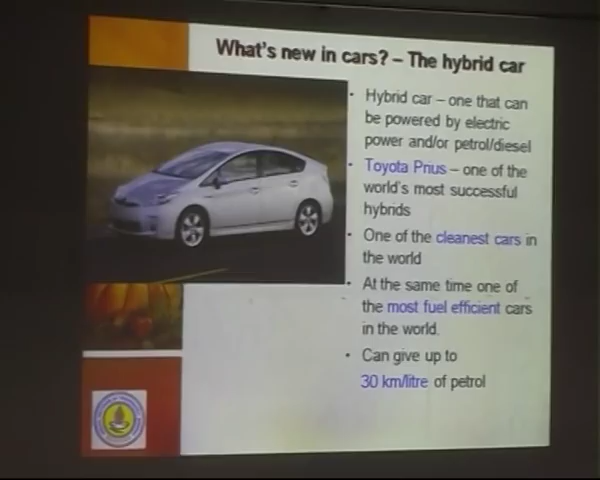 What's new in cars? – The hybrid car
• Hybrid car – one that can
be powered by electric
power and/or petrol/diesel
• Toyota Prius – one of the
world's most successful
hybrids
• One of the cleanest cars in
the world
• At the same time one of
the most fuel efficient cars
in the world.
• Can give up to
30 km/litre of petrol